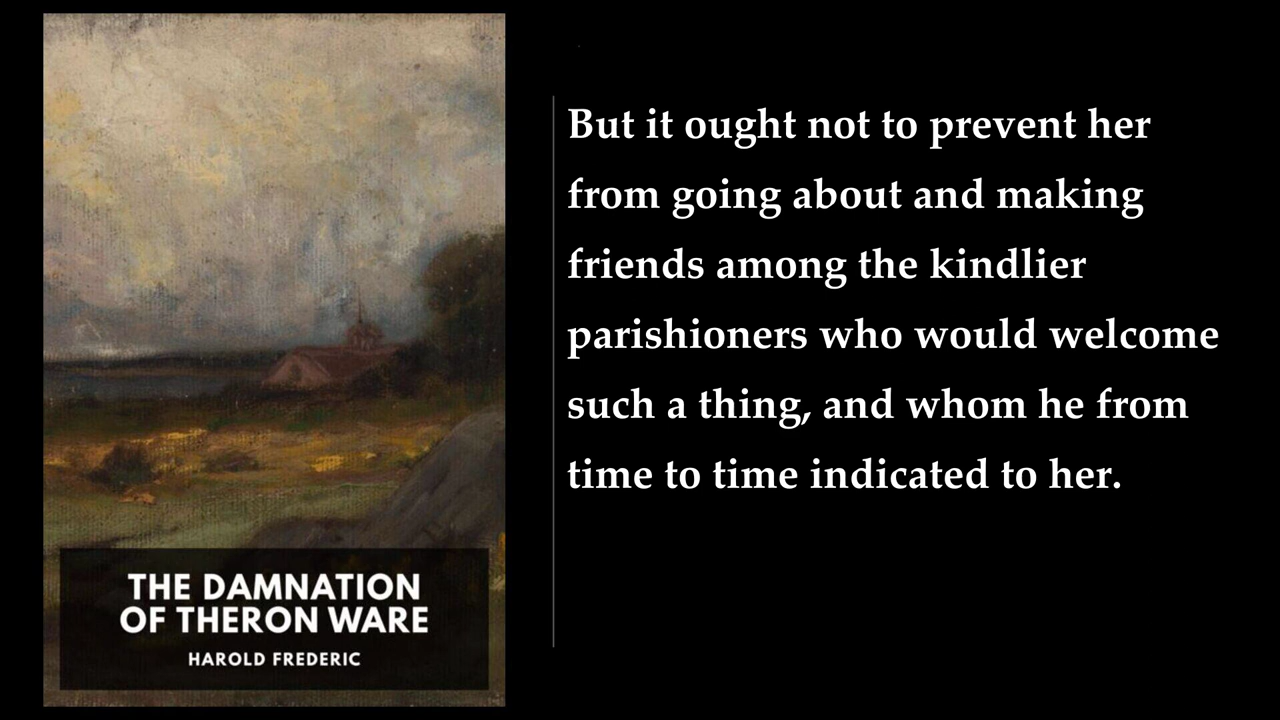 But it ought not to prevent her
from going about and making
friends among the kindlier
parishioners who would welcome
such a thing, and whom he from
time to time indicated to her.
THE DAMNATION
OF THERON WARE
HAROLD FREDERIC